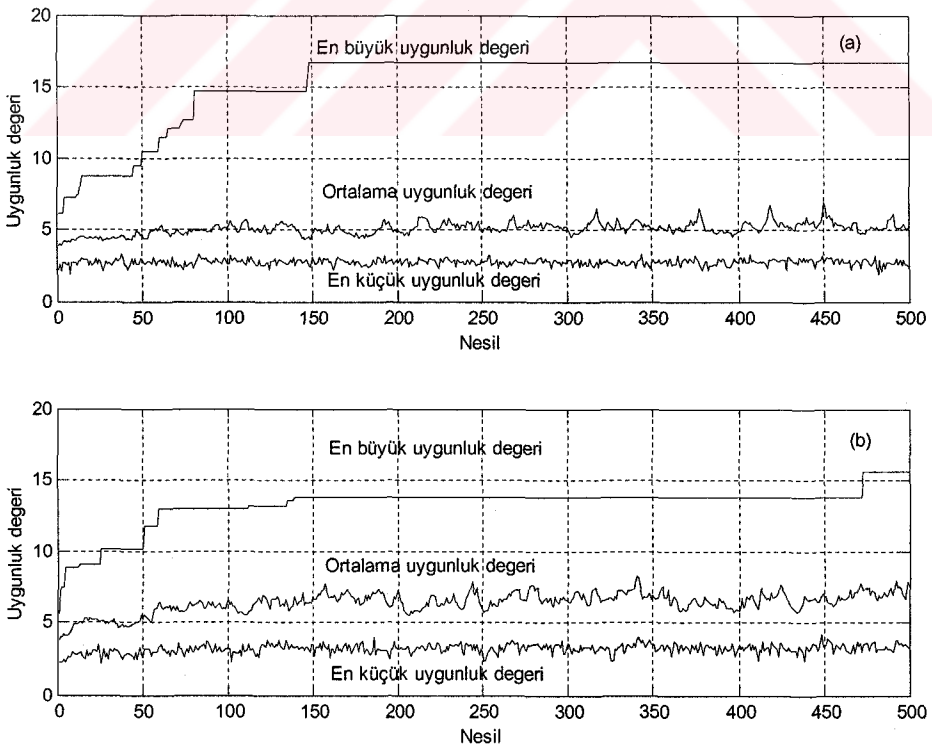 20
15
10
5
0
Uygunluk degeri
En büyük uygunluk degeri
(a)
Ortalama uygunluk degeri
En küçük uygunluk değeri
0 50 100 150 200 250 300 350 400 450 500
Nesil
20
15
10
5
0
Uygunluk degeri
En büyük uygunluk degeri
(b)
Ortalama uygunluk degeri
En küçük uygunluk degeri
0 50 100 150 200 250 300 350 400 450 500
Nesil